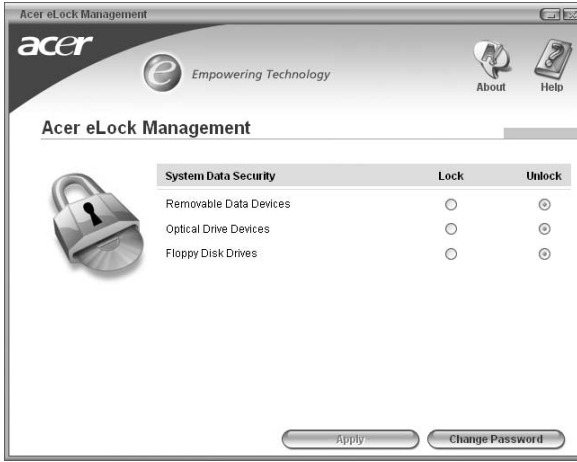 Acer eLock Management
acer
Empowering Technology
About
Help
Acer eLock Management
System Data Security Lock Unlock
Removable Data Devices
Optical Drive Devices
Floppy Disk Drives
Apply
Change Password